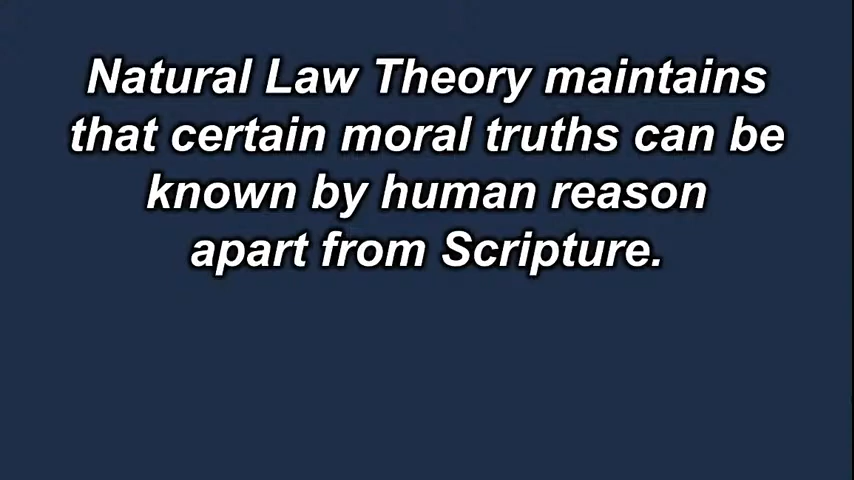 Natural Law Theory maintains
that certain moral truths can be
known by human reason
apart from Scripture.